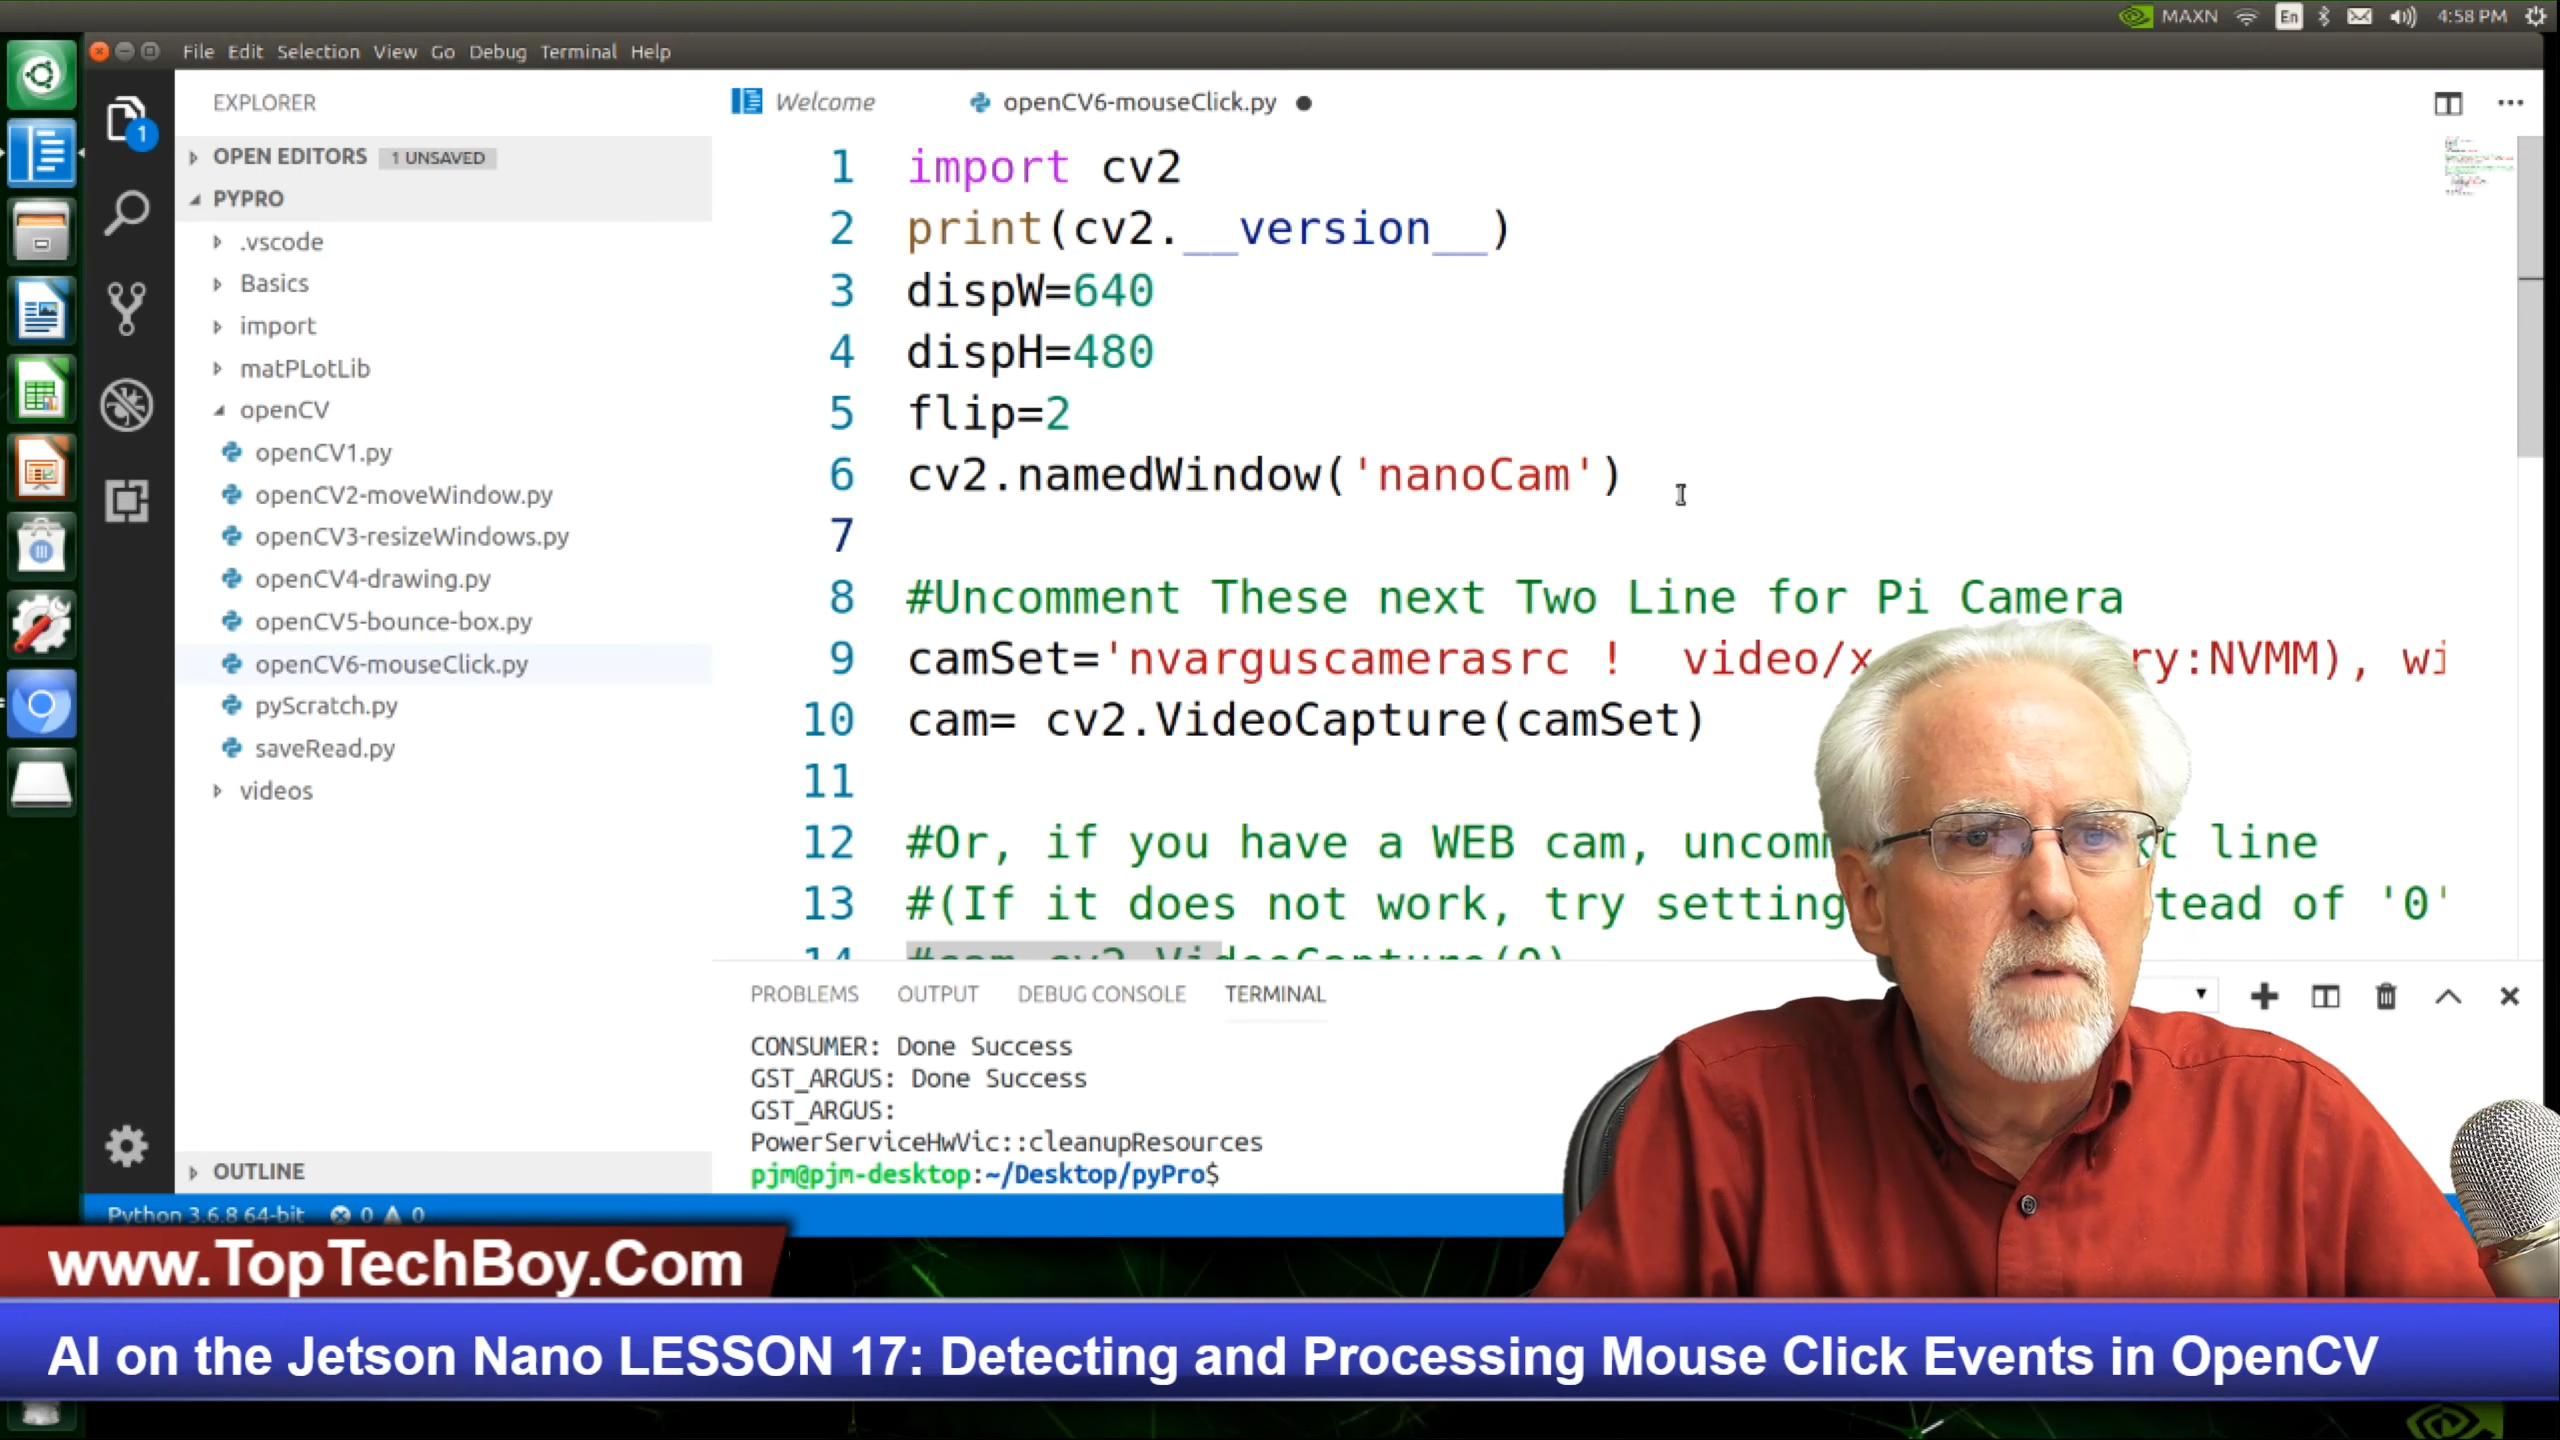 MAXN En 4:58 PM
File Edit Selection View Go Debug Terminal Help
EXPLORER
OPEN EDITORS 1 UNSAVED
PYPRO
.vscode
Basics
import
matPLotLib
openCV
openCV1.py
openCV2-moveWindow.py
openCV3-resizeWindows.py
openCV4-drawing.py
openCV5-bounce-box.py
openCV6-mouseClick.py
pyScratch.py
saveRead.py
videos
OUTLINE
1
Welcome openCV6-mouseClick.py
1 import cv2
2 print(cv2.__version__)
3 dispW=640
4 dispH=480
5 flip=2
6 cv2.namedWindow('nanoCam')
7
8 #Uncomment These next Two Line for Pi Camera
9 camSet='nvarguscamerasrc ! video/x ry:NVMM), wi
10 cam= cv2.VideoCapture(camSet)
11
12 #Or, if you have a WEB cam, uncomm t line
13 #(If it does not work, try setting tead of '0'
14 #cam=cv2.VideoCapture(0)
PROBLEMS OUTPUT DEBUG CONSOLE TERMINAL
CONSUMER: Done Success
GST_ARGUS: Done Success
GST_ARGUS:
PowerServiceHwVic::cleanupResources
pjm@pjm-desktop:~/Desktop/pyPro$
Python 3.6.8 64-bit 0 0
www.TopTechBoy.Com
AI on the Jetson Nano LESSON 17: Detecting and Processing Mouse Click Events in OpenCV